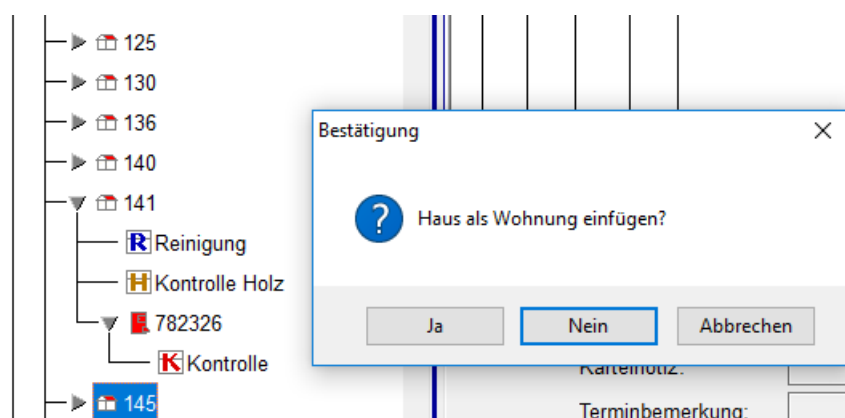 125
130
136
140
141
R Reinigung
H Kontrolle Holz
782326
K Kontrolle
145
Bestätigung
Haus als Wohnung einfügen?
Ja Nein Abbrechen
Karteinotiz:
Terminbemerkung: